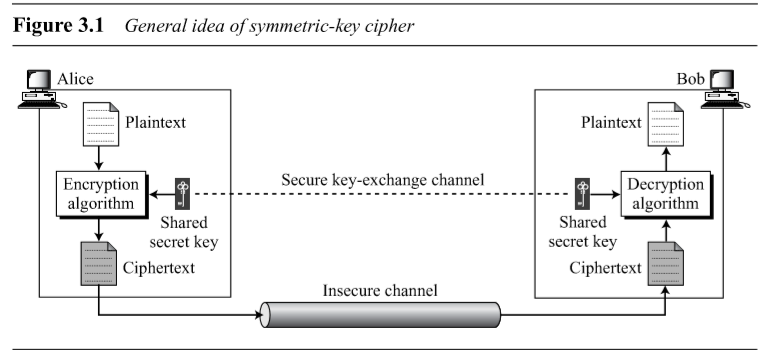 Figure 3.1 General idea of symmetric-key cipher
Alice
Bob
Plaintext
Plaintext
Encryption
algorithm
Secure key-exchange channel
Decryption
algorithm
Shared
secret key
Shared
secret key
Ciphertext
Ciphertext
Insecure channel